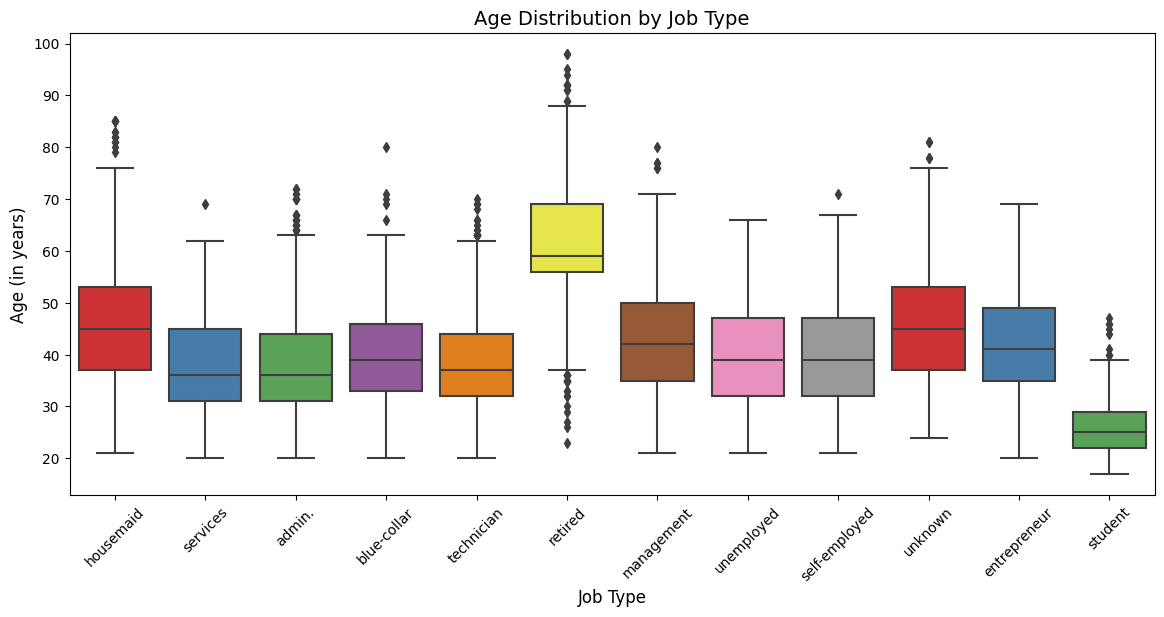 Age Distribution by Job Type
Age (in years)
100
90
80
70
60
50
40
30
20
housemaid
services
admin.
blue-collar
technician
retired
management
unemployed
self-employed
unknown
entrepreneur
student
Job Type